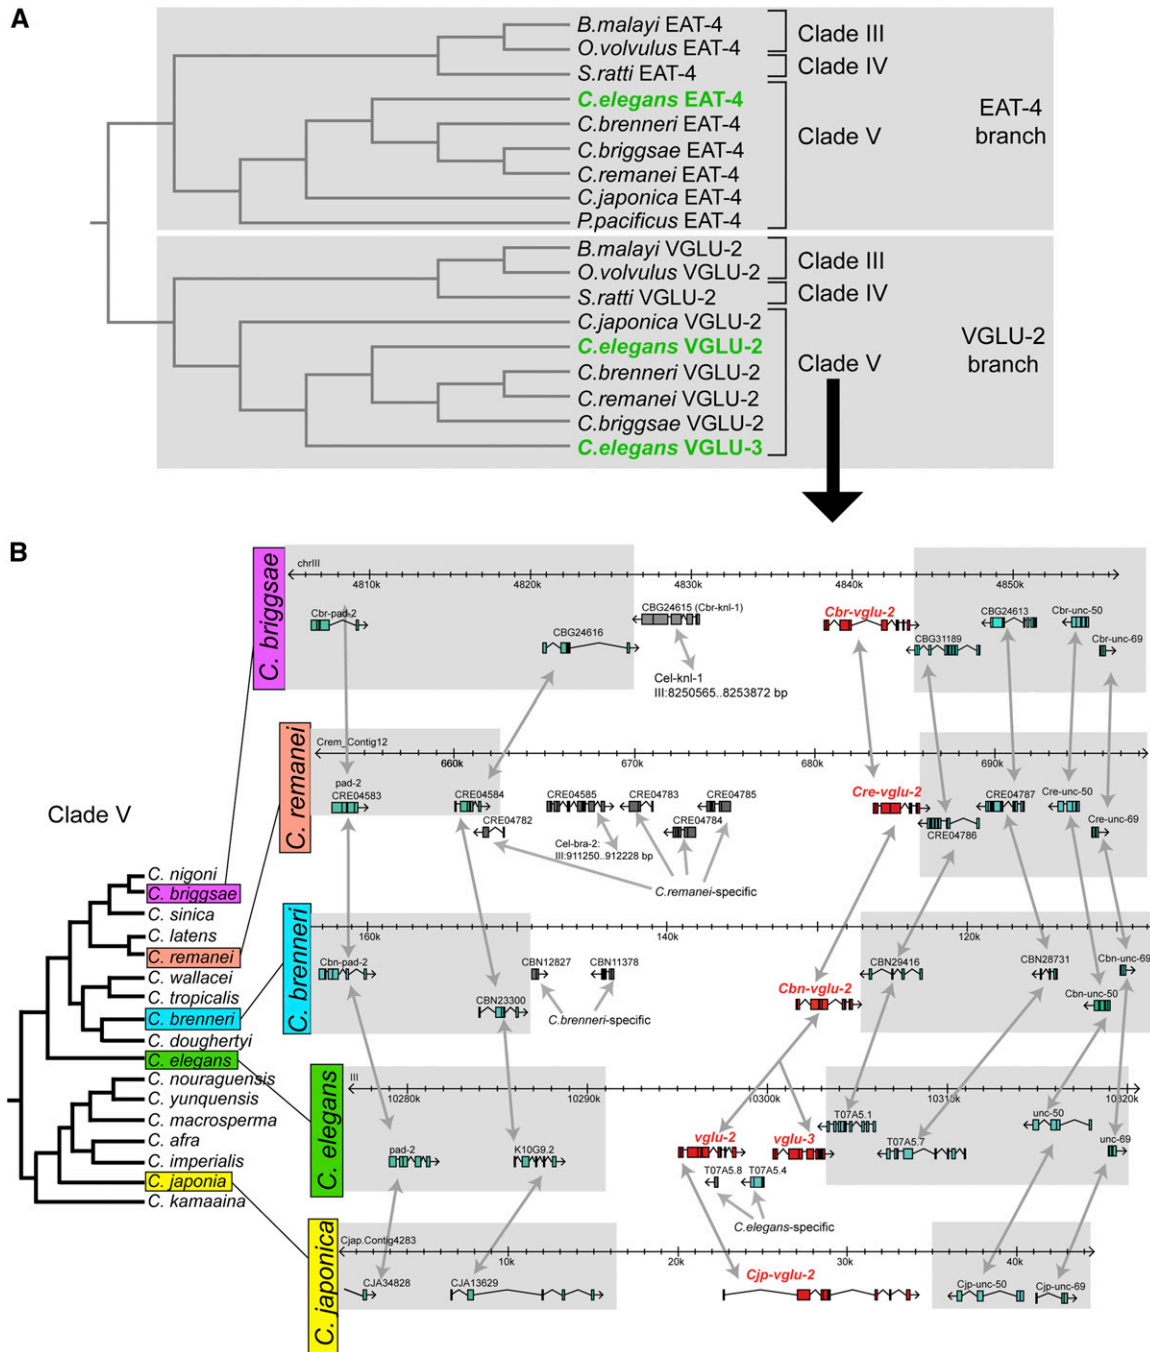 A
B.malayi EAT-4
O.volvulus EAT-4
Clade III
S.ratti EAT-4
Clade IV
C.elegans EAT-4
C.brenneri EAT-4
C.briggsae EAT-4
C.remanei EAT-4
C.japonica EAT-4
P.pacificus EAT-4
Clade V
EAT-4
branch
B.malayi VGLU-2
O.volvulus VGLU-2
Clade III
S.ratti VGLU-2
Clade IV
C.japonica VGLU-2
C.elegans VGLU-2
C.brenneri VGLU-2
C.remanei VGLU-2
C.briggsae VGLU-2
C.elegans VGLU-3
Clade V
VGLU-2
branch
B
Clade V
C. nigoni
C. briggsae
C. sinica
C. latens
C. remanei
C. wallacei
C. tropicalis
C. brenneri
C. doughertyi
C. elegans
C. nouraguensis
C. yunquensis
C. macrosperma
C. afra
C. imperialis
C. japonia
C. kamaaina
C. briggsae
chrIII
4810k 4820k 4830k 4840k 4850k
Cbr-pad-2
CBG24616
CBG24615 (Cbr-knl-1)
Cel-knl-1
III:8250565..8253872 bp
Cbr-vglu-2
CBG31189
CBG24613
Cbr-unc-50
Cbr-unc-69
C. remanei
Crem_Contig12
660k 670k 680k 690k
pad-2
CRE04583
CRE04584
CRE04782
CRE04585
CRE04783
CRE04784
CRE04785
Cel-bra-2:
III:911250..912228 bp
C.remanei-specific
Cre-vglu-2
CRE04786
CRE04787
Cre-unc-50
Cre-unc-69
C. brenneri
160k 140k 120k
Cbn-pad-2
CBN23300
CBN12827
CBN11378
C.brenneri-specific
Cbn-vglu-2
CBN29416
CBN28731
Cbn-unc-50
Cbn-unc-69
C. elegans
III
10280k 10290k 10300k 10310k 10320k
pad-2
K10G9.2
vglu-2
T07A5.8
T07A5.4
vglu-3
C.elegans-specific
T07A5.1
T07A5.7
unc-50
unc-69
C. japonica
Cjap.Contig4283
10k 20k 30k 40k
CJA34828
CJA13629
Cjp-vglu-2
Cjp-unc-50
Cjp-unc-69